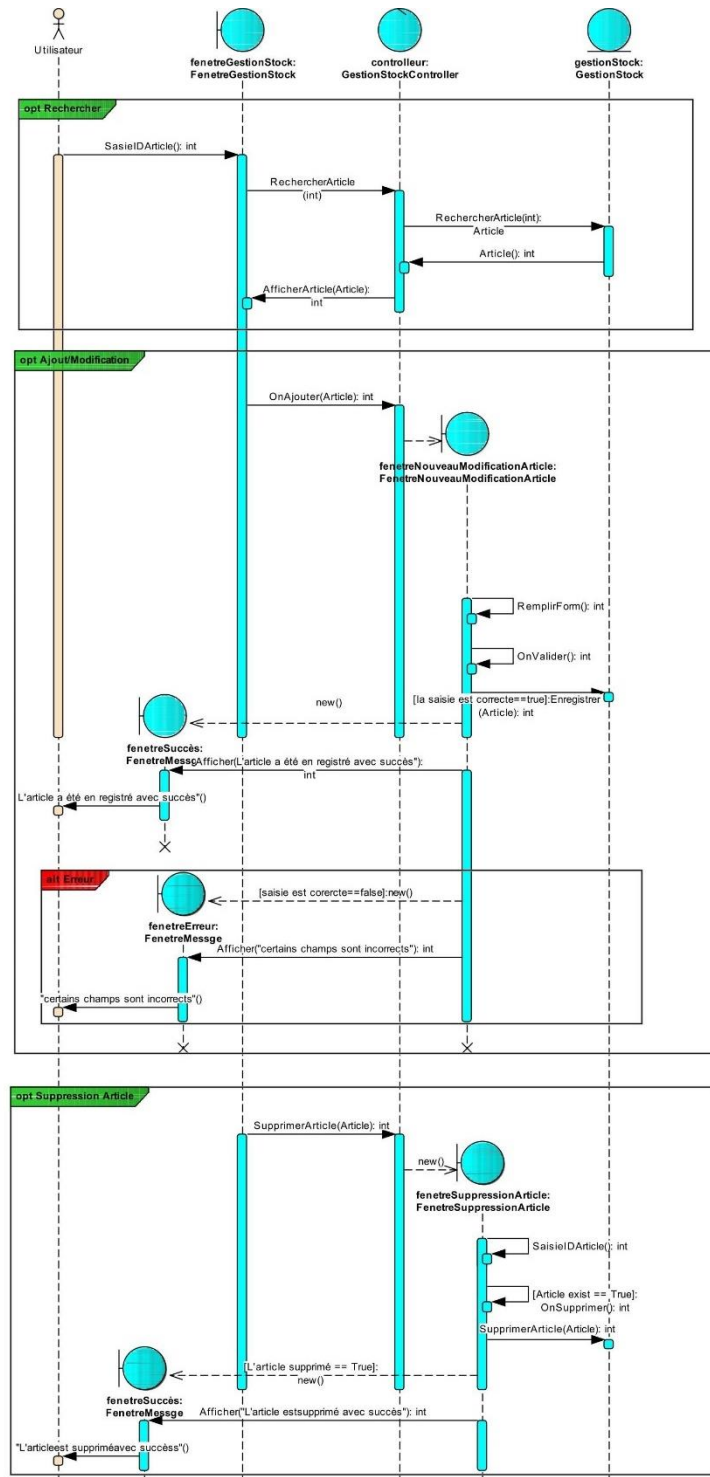 Utilisateur
fenetreGestionStock:
FenetreGestionStock
controlleur:
GestionStockController
gestionStock:
GestionStock
opt Rechercher
SasieIDArticle(): int
RechercherArticle
(int)
RechercherArticle(int):
Article
Article(): int
AfficherArticle(Article):
int
opt Ajout/Modification
OnAjouter(Article): int
fenetreNouveauModificationArticle:
FenetreNouveauModificationArticle
RemplirForm(): int
OnValider(): int
[la saisie est correcte==true]:Enregistrer
(Article): int
new()
fenetreSuccès:
FenetreMessg
Afficher(L'article a été en registré avec succès"):
int
L'article a été en registré avec succès"()
alt Erreur
[saisie est corercte==false]:new()
fenetreErreur:
FenetreMessge
Afficher("certains champs sont incorrects"): int
"certains champs sont incorrects"()
opt Suppression Article
SupprimerArticle(Article): int
new()
fenetreSuppressionArticle:
FenetreSuppressionArticle
SaisieIDArticle(): int
[Article exist == True]:
OnSupprimer(): int
SupprimerArticle(Article): int
[L'article supprimé == True]:
new()
fenetreSuccès:
FenetreMessge
Afficher("L'article estsupprimé avec succès"): int
"L'articleest suppriméavec succèss"()